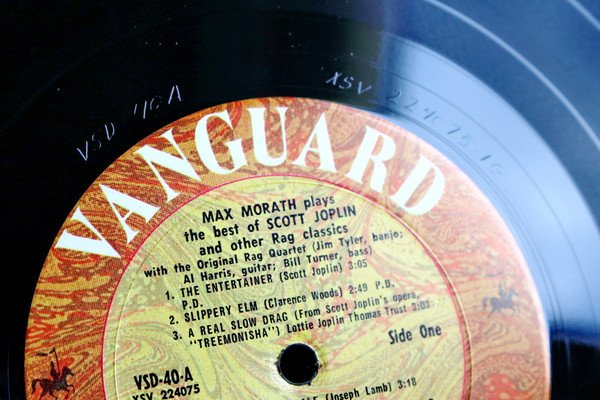 VSD 40A
XSV 224075-1G
VANGUARD
MAX MORATH plays
the best of SCOTT JOPLIN
and other Rag classics
with the Original Rag Quartet (Jim Tyler, banjo;
Al Harris, guitar; Bill Turner, bass)
1. THE ENTERTAINER (Scott Joplin) 3:05
P.D.
2. SLIPPERY ELM (Clarence Woods) 2:49 P.D.
3. A REAL SLOW DRAG (From Scott Joplin's opera,
"TREEMONISHA") Lottie Joplin Thomas Trust) 3:03
Side One
VSD-40-A
XSV 224075
(Joseph Lamb) 3:18